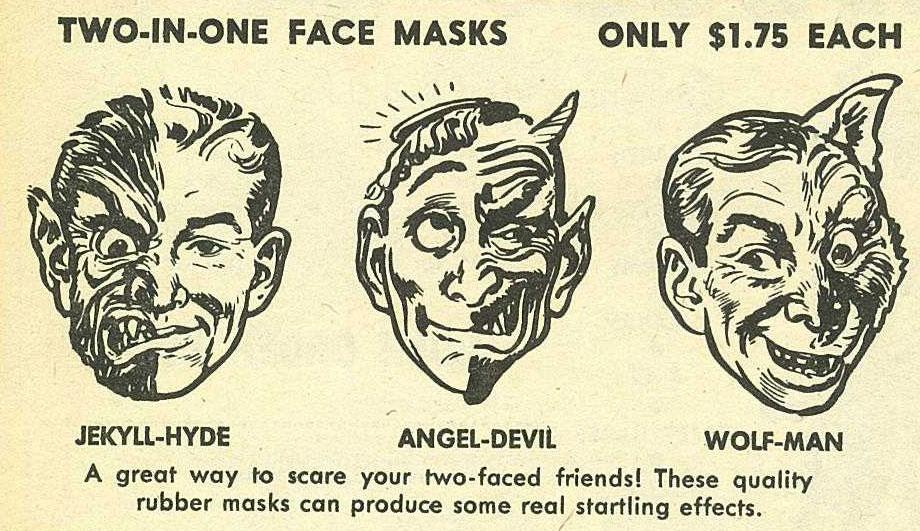 TWO-IN-ONE FACE MASKS ONLY $1.75 EACH
JEKYLL-HYDE ANGEL-DEVIL WOLF-MAN
A great way to scare your two-faced friends! These quality
rubber masks can produce some real startling effects.